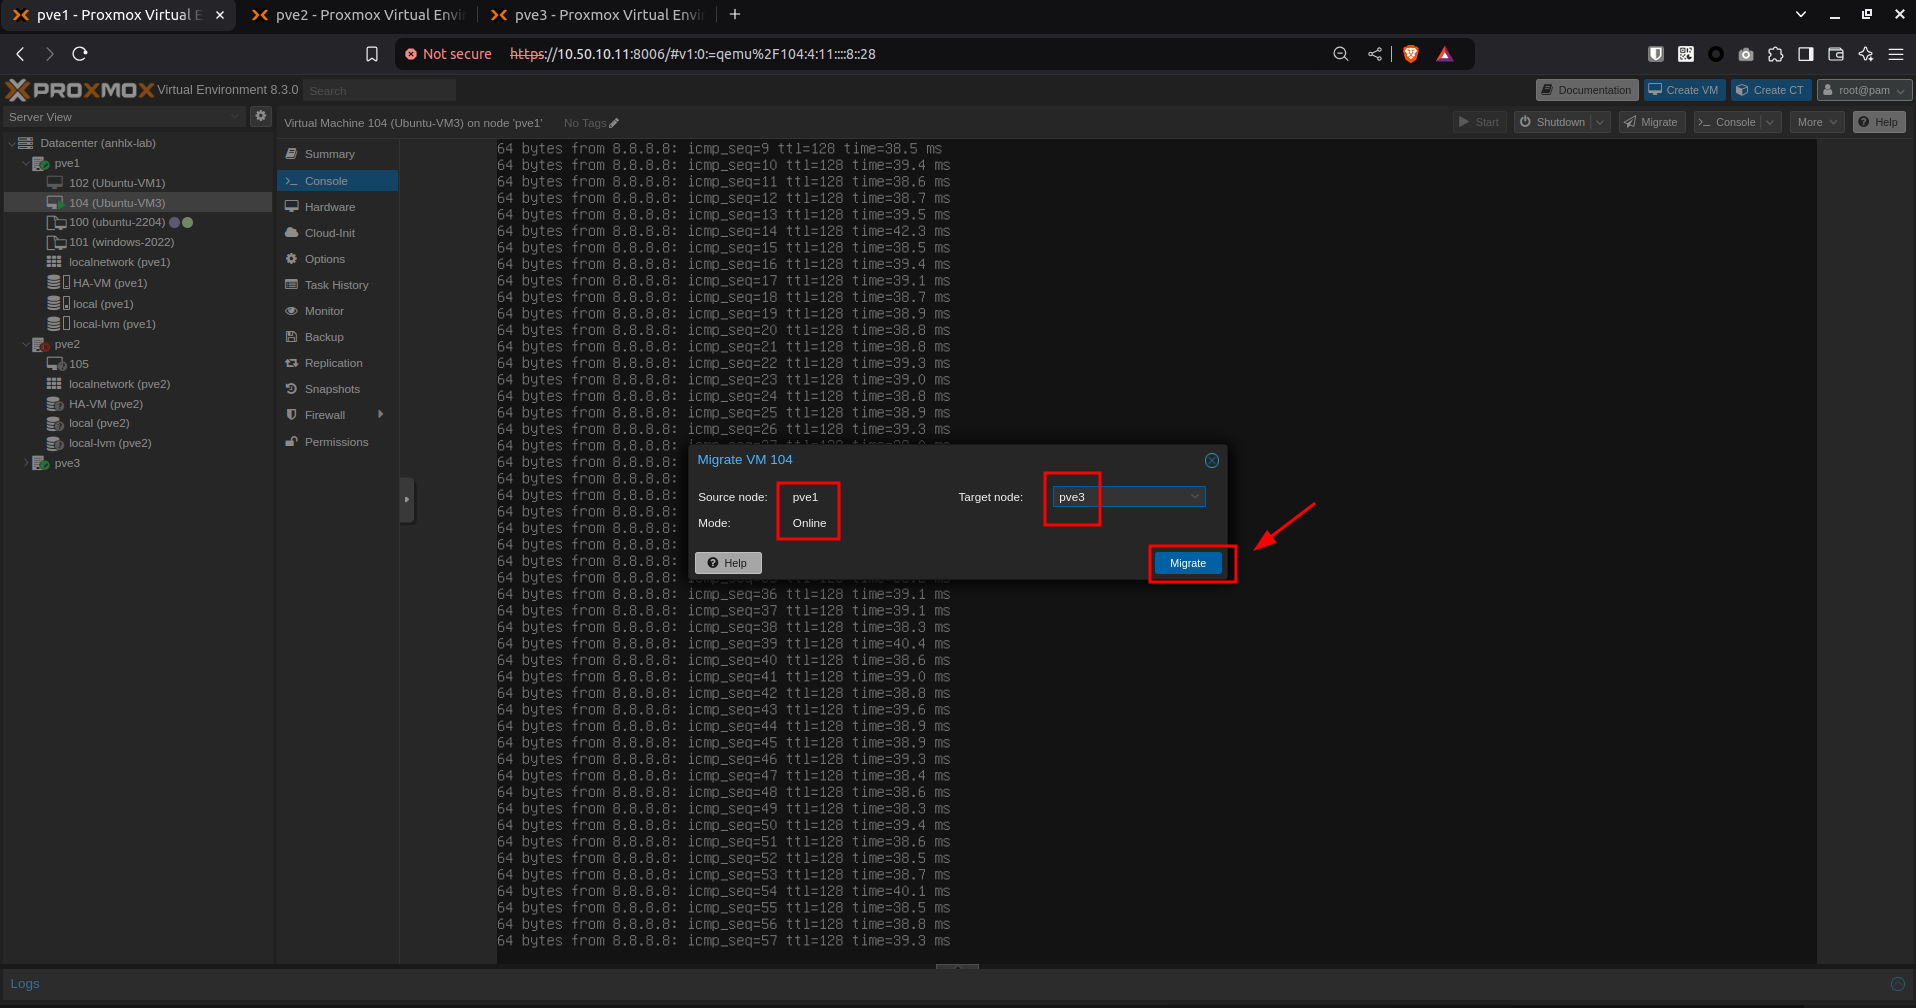 pve1 - Proxmox Virtual E
pve2 - Proxmox Virtual Envir
pve3 - Proxmox Virtual Envir
Not secure https://10.50.10.11:8006/#v1:0:=qemu%2F104:4:11::::8::28
PROXMOX Virtual Environment 8.3.0 Search
Documentation Create VM Create CT root@pam
Server View
Virtual Machine 104 (Ubuntu-VM3) on node 'pve1' No Tags
Start Shutdown Migrate Console More Help
Datacenter (anhlx-lab)
pve1
102 (Ubuntu-VM1)
104 (Ubuntu-VM3)
100 (ubuntu-2204)
101 (windows-2022)
localnetwork (pve1)
HA-VM (pve1)
local (pve1)
local-lvm (pve1)
pve2
105
localnetwork (pve2)
HA-VM (pve2)
local (pve2)
local-lvm (pve2)
pve3
Summary
Console
Hardware
Cloud-Init
Options
Task History
Monitor
Backup
Replication
Snapshots
Firewall
Permissions
64 bytes from 8.8.8.8: icmp_seq=9 ttl=128 time=38.5 ms
64 bytes from 8.8.8.8: icmp_seq=10 ttl=128 time=39.4 ms
64 bytes from 8.8.8.8: icmp_seq=11 ttl=128 time=38.6 ms
64 bytes from 8.8.8.8: icmp_seq=12 ttl=128 time=38.7 ms
64 bytes from 8.8.8.8: icmp_seq=13 ttl=128 time=39.5 ms
64 bytes from 8.8.8.8: icmp_seq=14 ttl=128 time=42.3 ms
64 bytes from 8.8.8.8: icmp_seq=15 ttl=128 time=38.5 ms
64 bytes from 8.8.8.8: icmp_seq=16 ttl=128 time=39.4 ms
64 bytes from 8.8.8.8: icmp_seq=17 ttl=128 time=39.1 ms
64 bytes from 8.8.8.8: icmp_seq=18 ttl=128 time=38.7 ms
64 bytes from 8.8.8.8: icmp_seq=19 ttl=128 time=38.9 ms
64 bytes from 8.8.8.8: icmp_seq=20 ttl=128 time=38.8 ms
64 bytes from 8.8.8.8: icmp_seq=21 ttl=128 time=38.8 ms
64 bytes from 8.8.8.8: icmp_seq=22 ttl=128 time=39.3 ms
64 bytes from 8.8.8.8: icmp_seq=23 ttl=128 time=39.0 ms
64 bytes from 8.8.8.8: icmp_seq=24 ttl=128 time=38.8 ms
64 bytes from 8.8.8.8: icmp_seq=25 ttl=128 time=38.9 ms
64 bytes from 8.8.8.8: icmp_seq=26 ttl=128 time=39.3 ms
64 bytes from 8.8.8.8:
64 bytes from 8.8.8.8:
64 bytes from 8.8.8.8:
64 bytes from 8.8.8.8:
64 bytes from 8.8.8.8:
64 bytes from 8.8.8.8:
64 bytes from 8.8.8.8:
64 bytes from 8.8.8.8:
64 bytes from 8.8.8.8:
64 bytes from 8.8.8.8: icmp_seq=36 ttl=128 time=39.1 ms
64 bytes from 8.8.8.8: icmp_seq=37 ttl=128 time=39.1 ms
64 bytes from 8.8.8.8: icmp_seq=38 ttl=128 time=38.3 ms
64 bytes from 8.8.8.8: icmp_seq=39 ttl=128 time=40.4 ms
64 bytes from 8.8.8.8: icmp_seq=40 ttl=128 time=38.6 ms
64 bytes from 8.8.8.8: icmp_seq=41 ttl=128 time=39.0 ms
64 bytes from 8.8.8.8: icmp_seq=42 ttl=128 time=38.8 ms
64 bytes from 8.8.8.8: icmp_seq=43 ttl=128 time=39.6 ms
64 bytes from 8.8.8.8: icmp_seq=44 ttl=128 time=38.9 ms
64 bytes from 8.8.8.8: icmp_seq=45 ttl=128 time=38.9 ms
64 bytes from 8.8.8.8: icmp_seq=46 ttl=128 time=39.3 ms
64 bytes from 8.8.8.8: icmp_seq=47 ttl=128 time=38.4 ms
64 bytes from 8.8.8.8: icmp_seq=48 ttl=128 time=38.6 ms
64 bytes from 8.8.8.8: icmp_seq=49 ttl=128 time=38.3 ms
64 bytes from 8.8.8.8: icmp_seq=50 ttl=128 time=39.4 ms
64 bytes from 8.8.8.8: icmp_seq=51 ttl=128 time=38.6 ms
64 bytes from 8.8.8.8: icmp_seq=52 ttl=128 time=38.5 ms
64 bytes from 8.8.8.8: icmp_seq=53 ttl=128 time=38.7 ms
64 bytes from 8.8.8.8: icmp_seq=54 ttl=128 time=40.1 ms
64 bytes from 8.8.8.8: icmp_seq=55 ttl=128 time=38.5 ms
64 bytes from 8.8.8.8: icmp_seq=56 ttl=128 time=38.8 ms
64 bytes from 8.8.8.8: icmp_seq=57 ttl=128 time=39.3 ms
Migrate VM 104
Source node: pve1 Target node: pve3
Mode: Online
Help Migrate
Logs